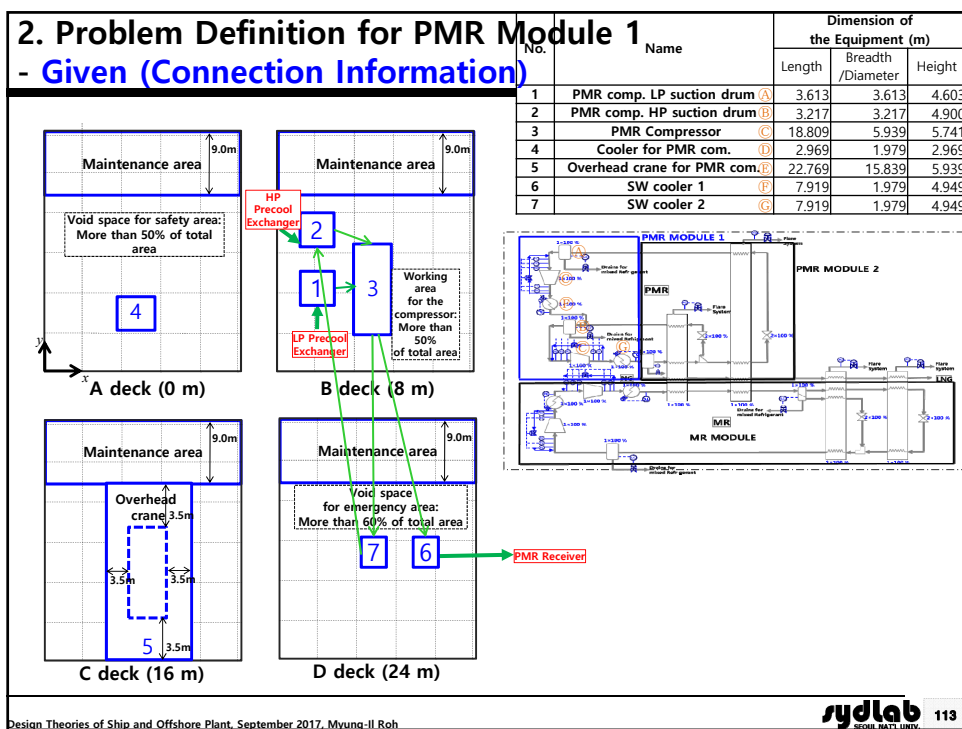 2. Problem Definition for PMR Module 1
- Given (Connection Information)
No.
Name
Dimension of
the Equipment (m)
Length
Breadth
/Diameter
Height
1 PMR comp. LP suction drum Ⓐ 3.613 3.613 4.603
2 PMR comp. HP suction drum Ⓑ 3.217 3.217 4.900
3 PMR Compressor Ⓒ 18.809 5.939 5.741
4 Cooler for PMR com. Ⓓ 2.969 1.979 2.969
5 Overhead crane for PMR com. Ⓔ 22.769 15.839 5.939
6 SW cooler 1 Ⓕ 7.919 1.979 4.949
7 SW cooler 2 Ⓖ 7.919 1.979 4.949
Maintenance area
9.0m
Void space for safety area:
More than 50% of total
area
4
y
x
A deck (0 m)
Maintenance area
9.0m
HP
Precool
Exchanger
2
1
3
Working
area
for the
compressor:
More than
50%
of total area
LP Precool
Exchanger
B deck (8 m)
Maintenance area
9.0m
Overhead
crane
3.5m
3.5m
3.5m
5
3.5m
C deck (16 m)
Maintenance area
9.0m
Void space
for emergency area:
More than 60% of total area
7
6
PMR Receiver
D deck (24 m)
PMR MODULE 1
PMR MODULE 2
PMR
MR
MR MODULE
LNG
Design Theories of Ship and Offshore Plant, September 2017, Myung-Il Roh
sydlab
SEOUL NAT'L UNIV.
113